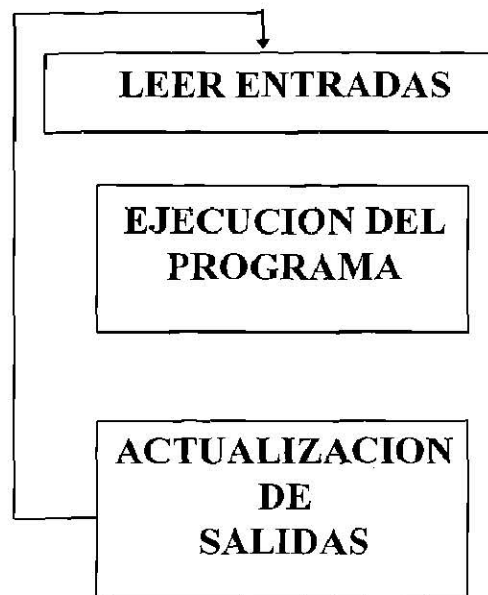 LEER ENTRADAS
EJECUCION DEL
PROGRAMA
ACTUALIZACION
DE
SALIDAS